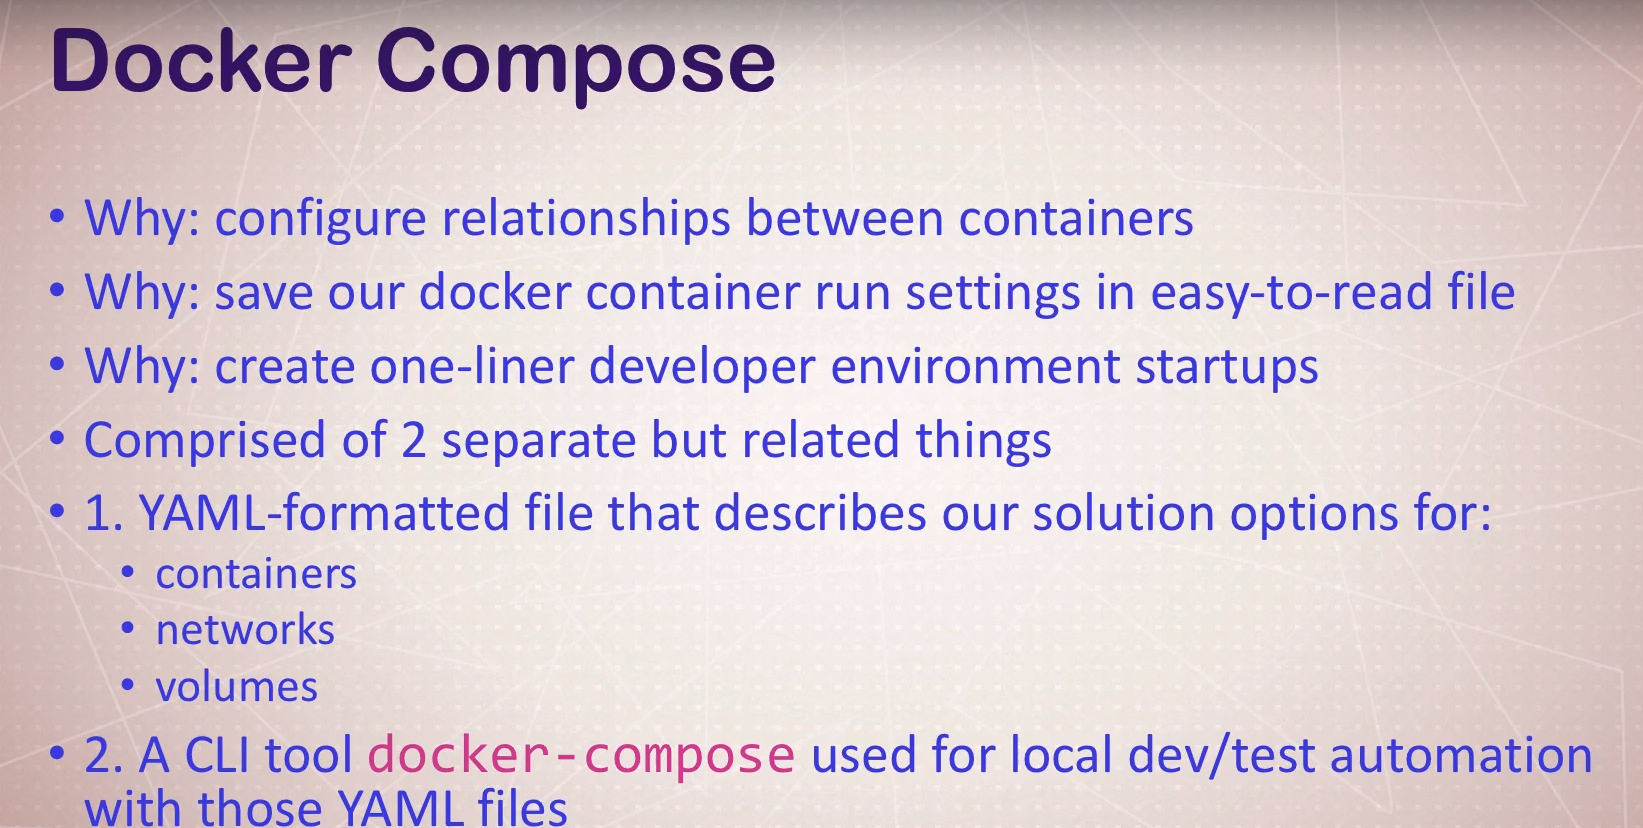 Docker Compose
• Why: configure relationships between containers
• Why: save our docker container run settings in easy-to-read file
• Why: create one-liner developer environment startups
• Comprised of 2 separate but related things
• 1. YAML-formatted file that describes our solution options for:
• containers
• networks
• volumes
• 2. A CLI tool docker-compose used for local dev/test automation
with those YAML files